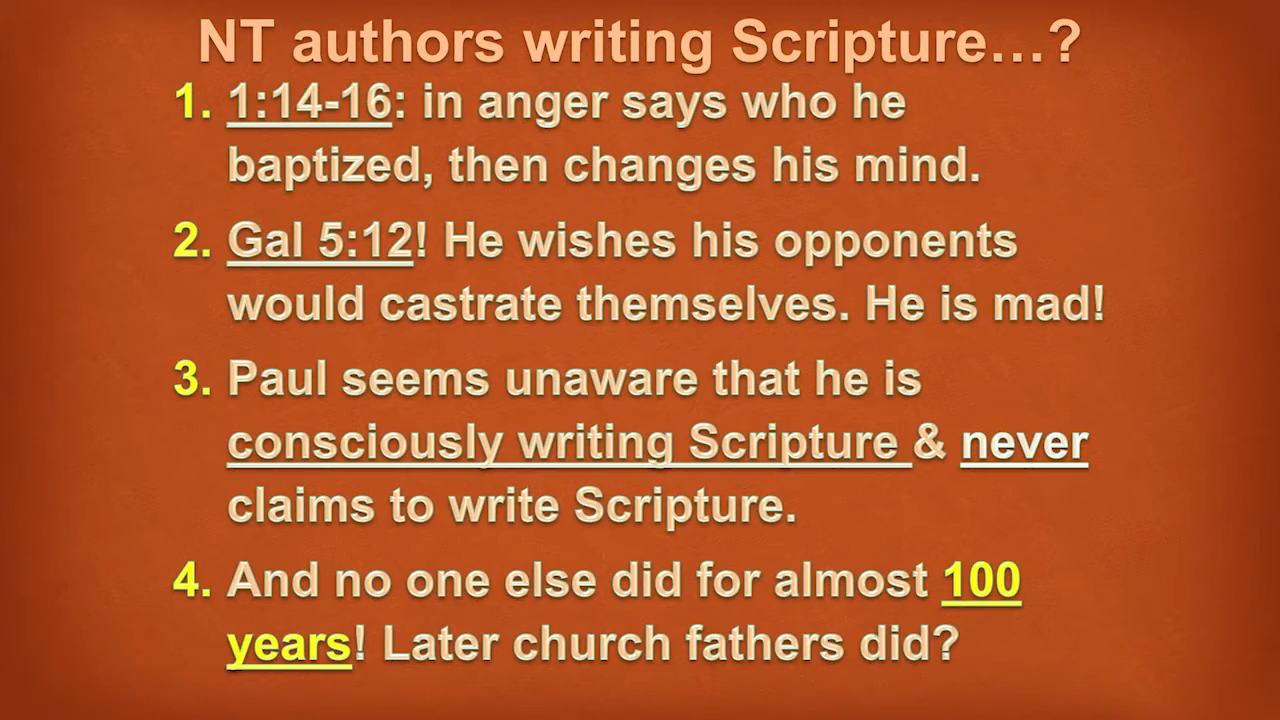 NT authors writing Scripture…?
1. 1:14-16: in anger says who he
baptized, then changes his mind.
2. Gal 5:12! He wishes his opponents
would castrate themselves. He is mad!
3. Paul seems unaware that he is
consciously writing Scripture & never
claims to write Scripture.
4. And no one else did for almost 100
years! Later church fathers did?